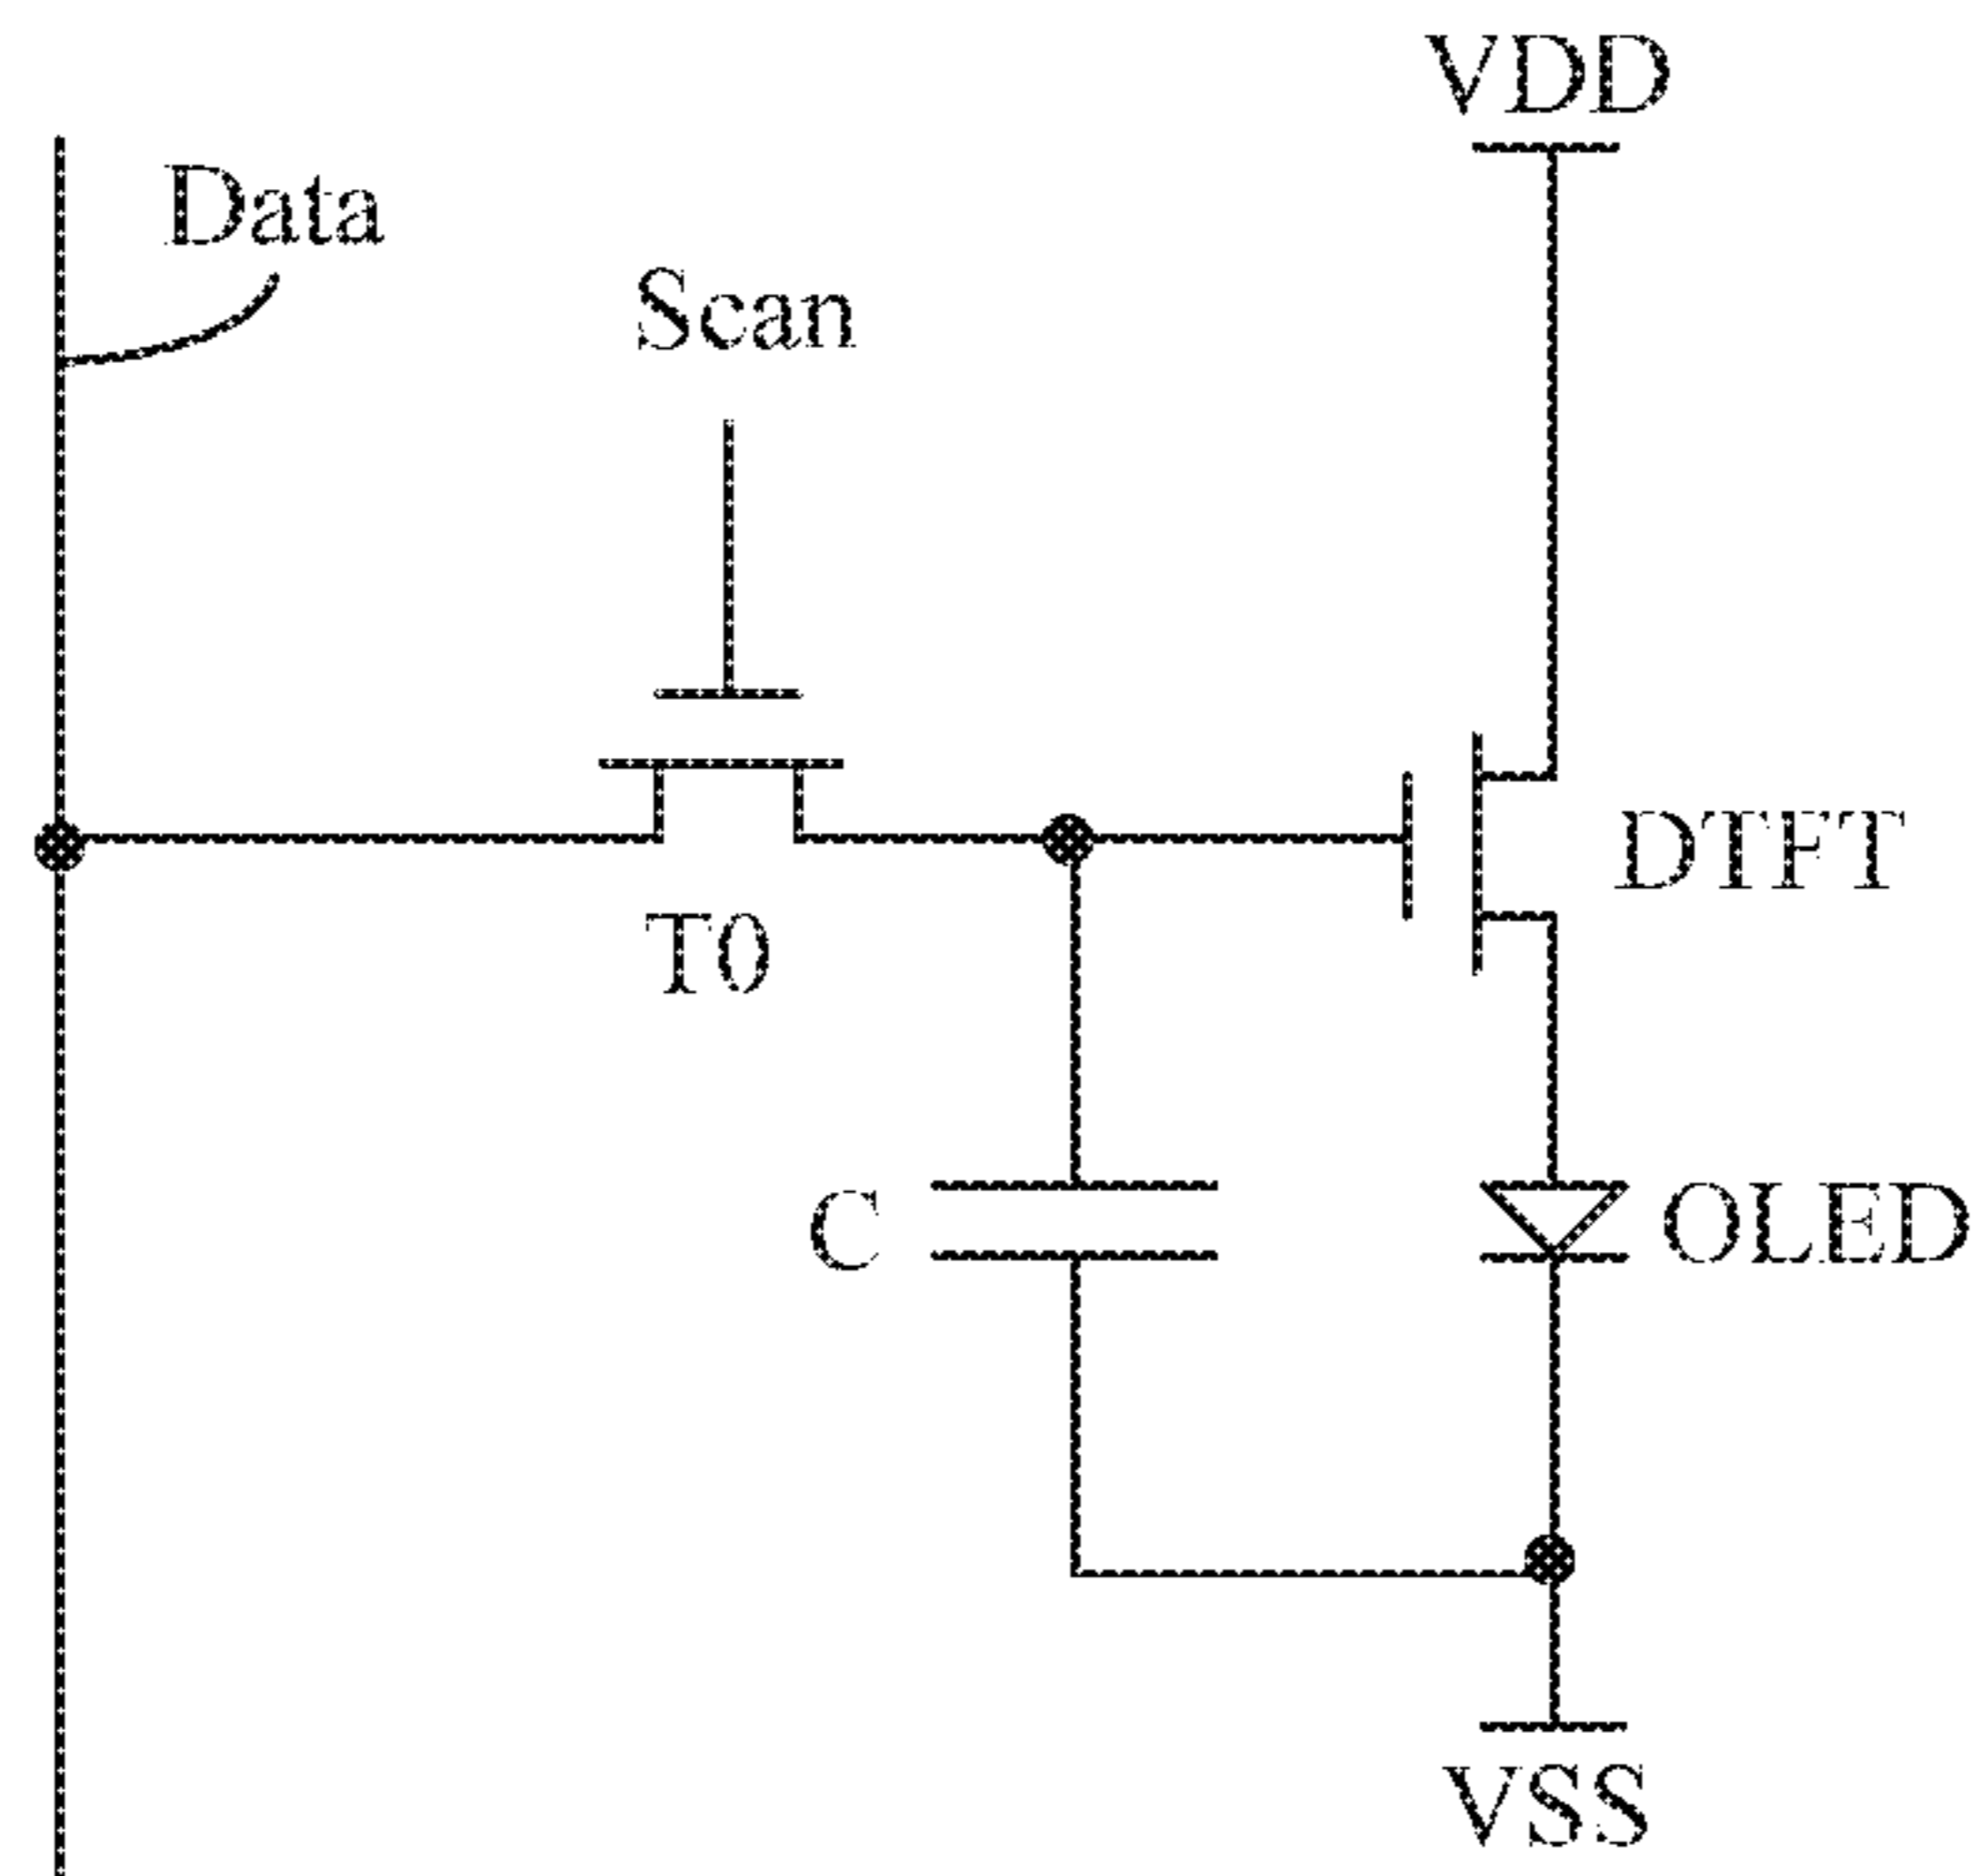 VDD
Data
Scan
DTFT
T0
C
OLED
VSS